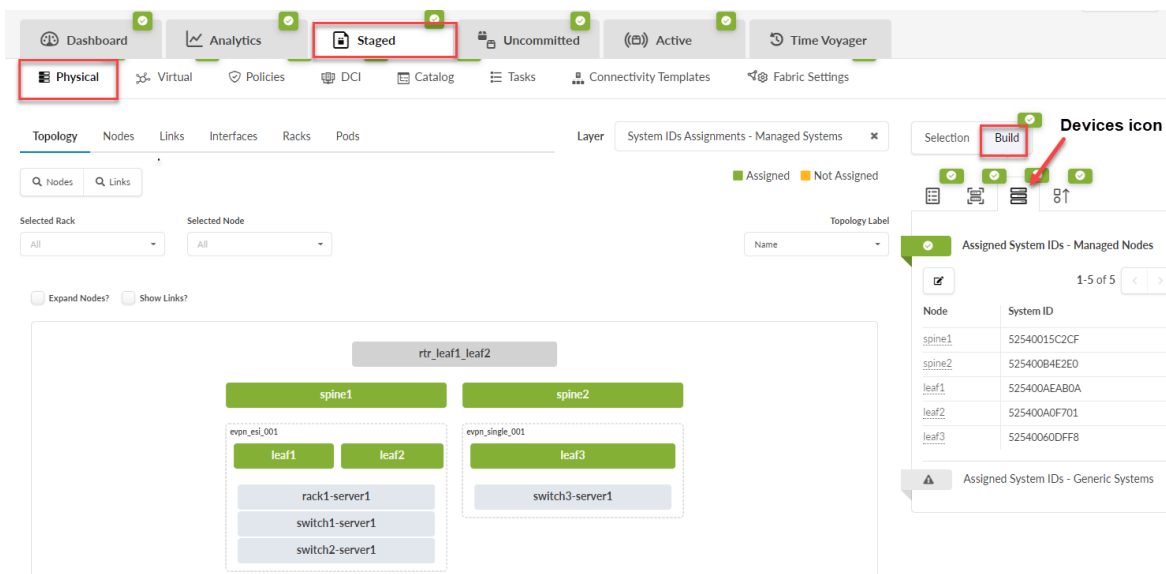 Dashboard Analytics Staged Uncommitted Active Time Voyager
Physical Virtual Policies DCI Catalog Tasks Connectivity Templates Fabric Settings
Topology Nodes Links Interfaces Racks Pods
Layer System IDs Assignments - Managed Systems
Selection Build
Devices icon
Nodes Links
Assigned Not Assigned
Selected Rack Selected Node Topology Label
All All Name
Expand Nodes? Show Links?
rtr_leaf1_leaf2
spine1 spine2
evpn_esi_001 evpn_single_001
leaf1 leaf2 leaf3
rack1-server1 switch3-server1
switch1-server1
switch2-server1
Assigned System IDs - Managed Nodes
1-5 of 5
Node System ID
spine1 52540015C2CF
spine2 525400B4E2E0
leaf1 525400AEAB0A
leaf2 525400A0F701
leaf3 52540060DFF8
Assigned System IDs - Generic Systems